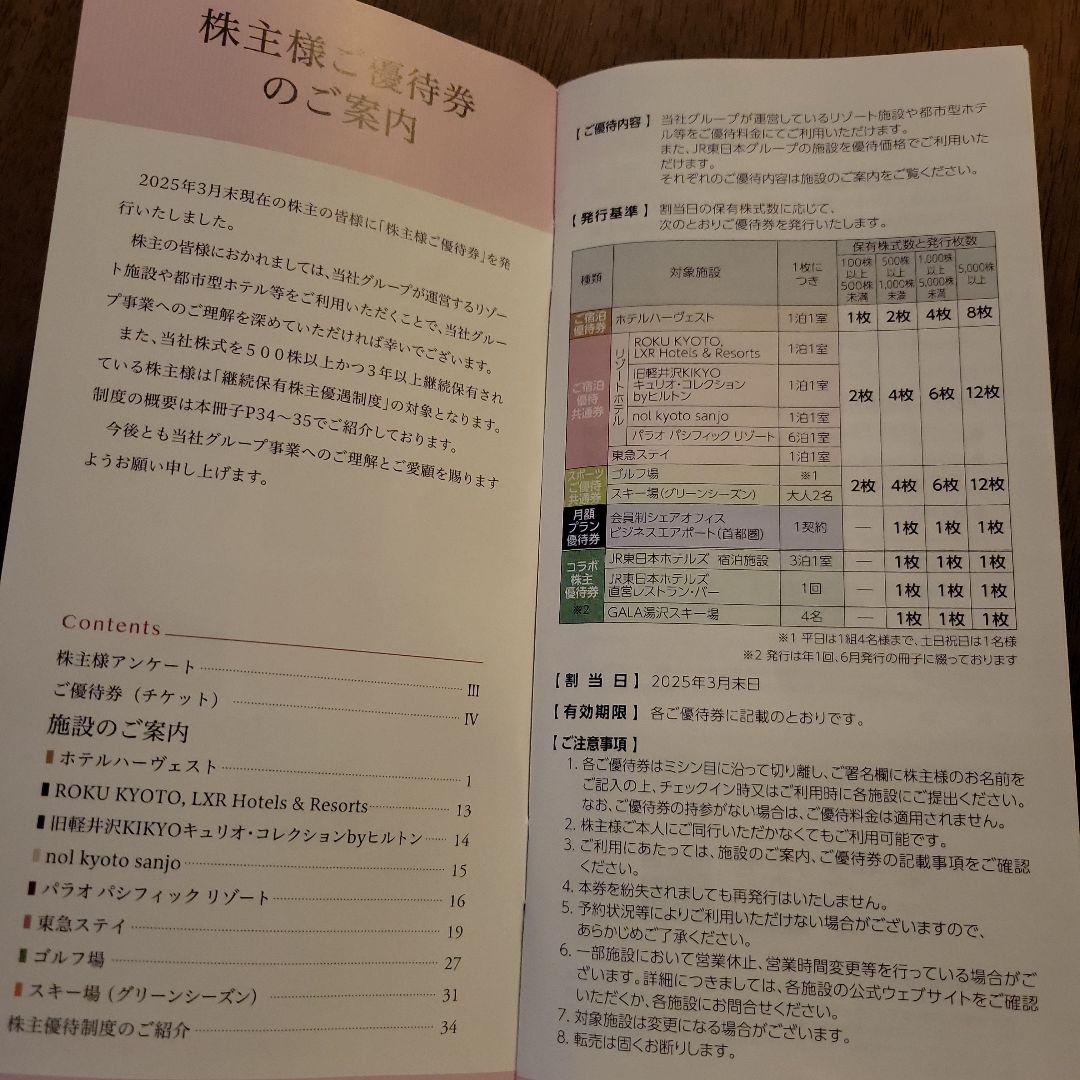 株主様ご優待券
のご案内
2025年3月末現在の株主の皆様に「株主様ご優待券」を発
行いたしました。
株主の皆様におかれましては、当社グループが運営するリゾー
ト施設や都市型ホテル等をご利用いただくことで、当社グルー
プ事業へのご理解を深めていただければ幸いでございます。
また、当社株式を５００株以上かつ３年以上継続保有され
ている株主様は「継続保有株主優遇制度」の対象となります。
制度の概要は本冊子P34～35でご紹介しております。
今後とも当社グループ事業へのご理解とご愛顧を賜ります
ようお願い申し上げます。
Contents
株主様アンケート III
ご優待券（チケット） IV
施設のご案内
ホテルハーヴェスト 1
ROKU KYOTO, LXR Hotels & Resorts 13
旧軽井沢KIKYOキュリオ・コレクションbyヒルトン 14
nol kyoto sanjo 15
パラオ パシフィック リゾート 16
東急ステイ 19
ゴルフ場 27
スキー場（グリーンシーズン） 31
株主優待制度のご紹介 34
【ご優待内容】 当社グループが運営しているリゾート施設や都市型ホテ
ル等をご優待料金にてご利用いただけます。
また、JR東日本グループの施設を優待価格でご利用いた
だけます。
それぞれのご優待内容は施設のご案内をご覧ください。
【発行基準】 割当日の保有株式数に応じて、
次のとおりご優待券を発行いたします。
保有株式数と発行枚数
種類 対象施設 1枚につき 100株以上500株未満 500株以上1,000株未満 1,000株以上5,000株未満 5,000株以上
ご宿泊優待券 ホテルハーヴェスト 1泊1室 1枚 2枚 4枚 8枚
ご宿泊優待共通券 リゾートホテル ROKU KYOTO, LXR Hotels & Resorts 1泊1室
旧軽井沢KIKYO キュリオ・コレクション byヒルトン 1泊1室 2枚 4枚 6枚 12枚
nol kyoto sanjo 1泊1室
パラオ パシフィック リゾート 6泊1室
東急ステイ 1泊1室
スポーツご優待共通券 ゴルフ場 ※1 2枚 4枚 6枚 12枚
スキー場(グリーンシーズン) 大人2名
月額プラン優待券 会員制シェアオフィス ビジネスエアポート(首都圏) 1契約 — 1枚 1枚 1枚
コラボ株主優待券 ※2 JR東日本ホテルズ 宿泊施設 3泊1室 — 1枚 1枚 1枚
JR東日本ホテルズ 直営レストラン・バー 1回 — 1枚 1枚 1枚
GALA湯沢スキー場 4名 1枚 1枚 1枚
※1 平日は1組4名様まで、土日祝日は1名様
※2 発行は年1回、6月発行の冊子に綴っております
【割当日】 2025年3月末日
【有効期限】 各ご優待券に記載のとおりです。
【ご注意事項】
1. 各ご優待券はミシン目に沿って切り離し、ご署名欄に株主様のお名前を
ご記入の上、チェックイン時又はご利用時に各施設にご提出ください。
なお、ご優待券の持参がない場合は、ご優待料金は適用されません。
2. 株主様ご本人にご同行いただかなくてもご利用可能です。
3. ご利用にあたっては、施設のご案内、ご優待券の記載事項をご確認
ください。
4. 本券を紛失されましても再発行はいたしません。
5. 予約状況等によりご利用いただけない場合がございますので、
あらかじめご了承ください。
6. 一部施設において営業休止、営業時間変更等を行っている場合がご
ざいます。詳細につきましては、各施設の公式ウェブサイトをご確認
いただくか、各施設にお問合せください。
7. 対象施設は変更になる場合がございます。
8. 転売は固くお断りします。